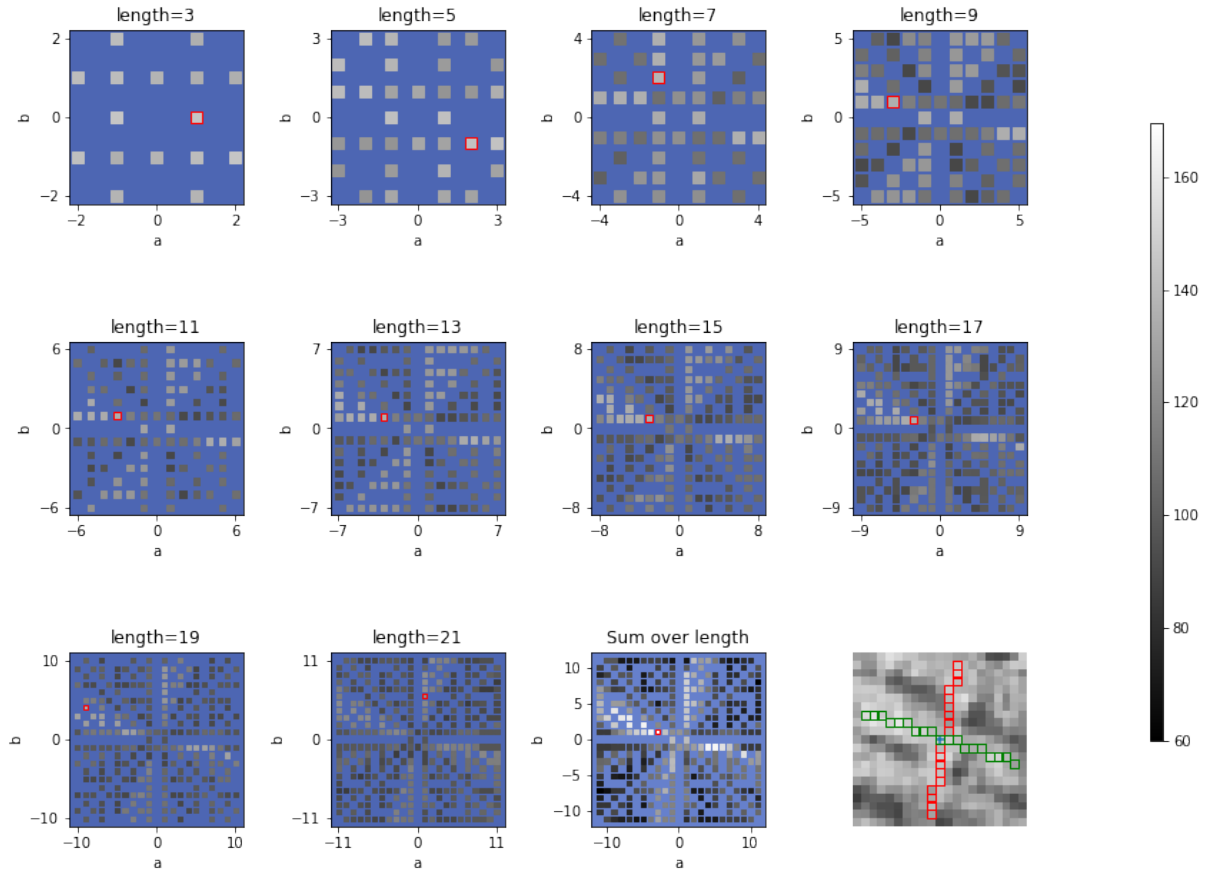 length=3
2
b
0
−2
−2
0
2
a
length=5
3
b
0
−3
−3
0
3
a
length=7
4
b
0
−4
−4
0
4
a
length=9
5
b
0
−5
−5
0
5
a
length=11
6
b
0
−6
−6
0
6
a
length=13
7
b
0
−7
−7
0
7
a
length=15
8
b
0
−8
−8
0
8
a
length=17
9
b
0
−9
−9
0
9
a
length=19
10
b
0
−10
−10
0
10
a
length=21
11
b
0
−11
−11
0
11
a
Sum over length
10
5
b
0
−5
−10
−10
0
10
a
160
140
120
100
80
60